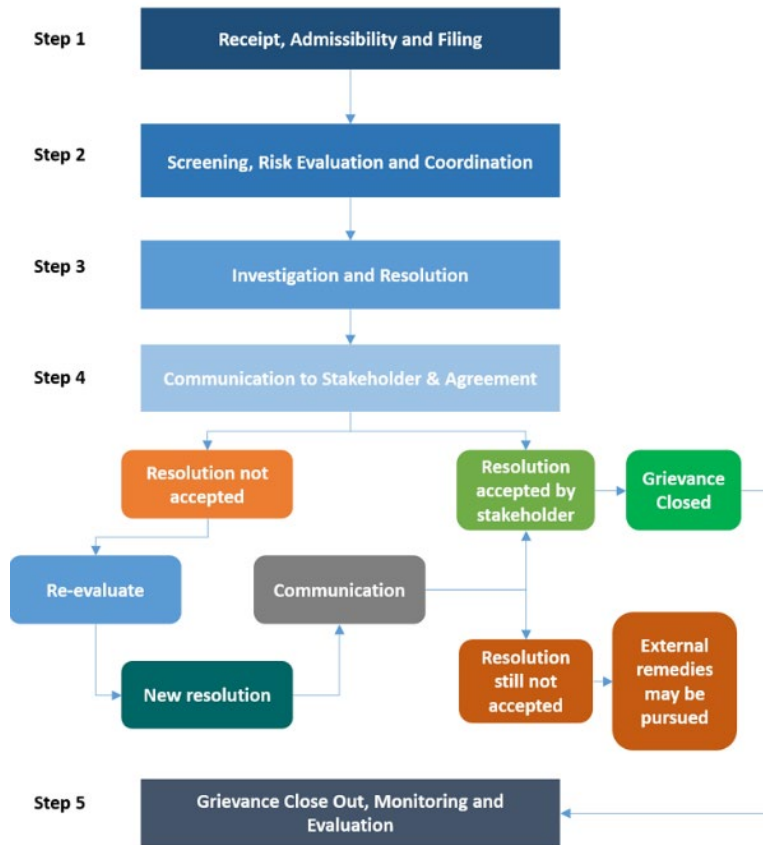 Step 1
Receipt, Admissibility and Filing
Step 2
Screening, Risk Evaluation and Coordination
Step 3
Investigation and Resolution
Step 4
Communication to Stakeholder & Agreement
Resolution not
accepted
Resolution
accepted by
stakeholder
Grievance
Closed
Re-evaluate
Communication
New resolution
Resolution
still not
accepted
External
remedies
may be
pursued
Step 5
Grievance Close Out, Monitoring and
Evaluation